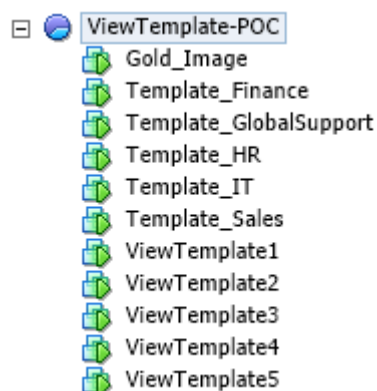 ViewTemplate-POC
Gold_Image
Template_Finance
Template_GlobalSupport
Template_HR
Template_IT
Template_Sales
ViewTemplate1
ViewTemplate2
ViewTemplate3
ViewTemplate4
ViewTemplate5